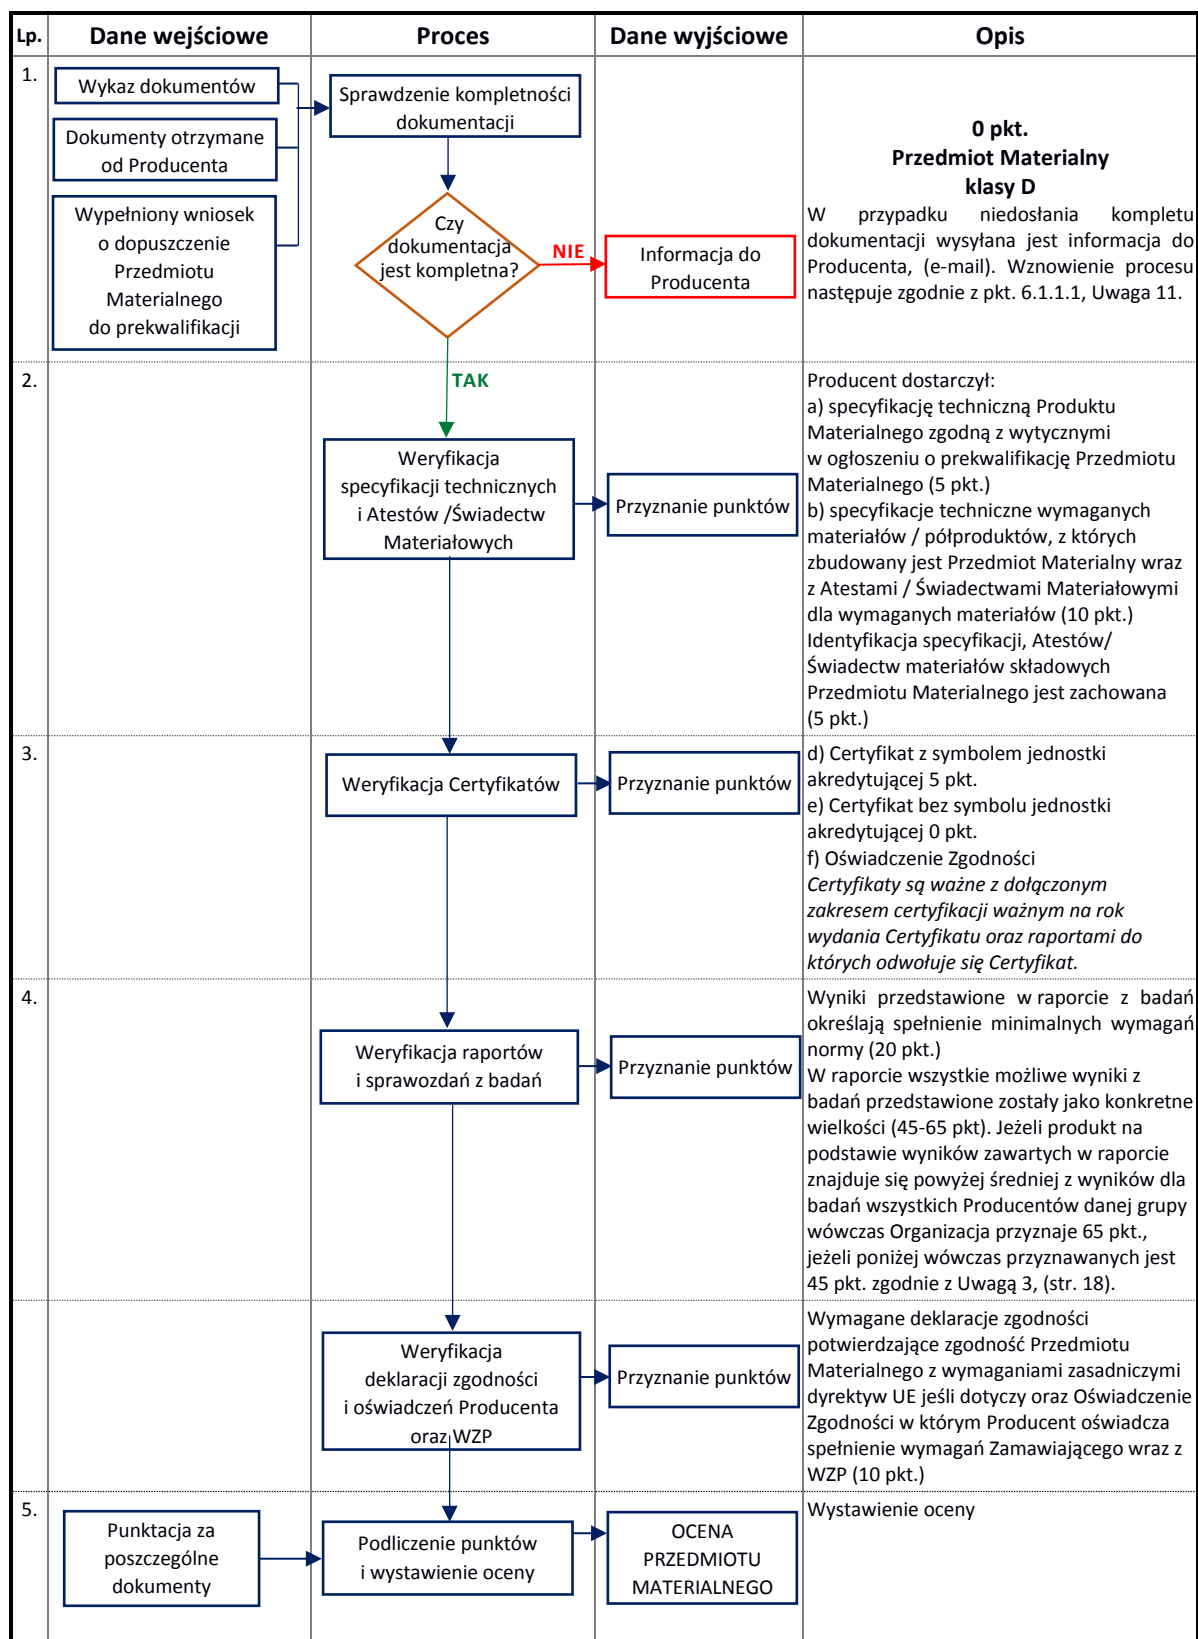 Lp.
Dane wejściowe
Proces
Dane wyjściowe
Opis
1.
Wykaz dokumentów
Dokumenty otrzymane
od Producenta
Wypełniony wniosek
o dopuszczenie
Przedmiotu
Materialnego
do prekwalifikacji
Sprawdzenie kompletności
dokumentacji
Czy
dokumentacja
jest kompletna?
NIE
Informacja do
Producenta
0 pkt.
Przedmiot Materialny
klasy D
W przypadku niedosłania kompletu
dokumentacji wysyłana jest informacja do
Producenta, (e-mail). Wznowienie procesu
następuje zgodnie z pkt. 6.1.1.1, Uwaga 11.
2.
TAK
Weryfikacja
specyfikacji technicznych
i Atestów /Świadectw
Materiałowych
Przyznanie punktów
Producent dostarczył:
a) specyfikację techniczną Produktu
Materialnego zgodną z wytycznymi
w ogłoszeniu o prekwalifikację Przedmiotu
Materialnego (5 pkt.)
b) specyfikacje techniczne wymaganych
materiałów / półproduktów, z których
zbudowany jest Przedmiot Materialny wraz
z Atestami / Świadectwami Materiałowymi
dla wymaganych materiałów (10 pkt.)
Identyfikacja specyfikacji, Atestów/
Świadectw materiałów składowych
Przedmiotu Materialnego jest zachowana
(5 pkt.)
3.
Weryfikacja Certyfikatów
Przyznanie punktów
d) Certyfikat z symbolem jednostki
akredytującej 5 pkt.
e) Certyfikat bez symbolu jednostki
akredytującej 0 pkt.
f) Oświadczenie Zgodności
Certyfikaty są ważne z dołączonym
zakresem certyfikacji ważnym na rok
wydania Certyfikatu oraz raportami do
których odwołuje się Certyfikat.
4.
Weryfikacja raportów
i sprawozdań z badań
Przyznanie punktów
Wyniki przedstawione w raporcie z badań
określają spełnienie minimalnych wymagań
normy (20 pkt.)
W raporcie wszystkie możliwe wyniki z
badań przedstawione zostały jako konkretne
wielkości (45-65 pkt). Jeżeli produkt na
podstawie wyników zawartych w raporcie
znajduje się powyżej średniej z wyników dla
badań wszystkich Producentów danej grupy
wówczas Organizacja przyznaje 65 pkt.,
jeżeli poniżej wówczas przyznawanych jest
45 pkt. zgodnie z Uwagą 3, (str. 18).
Weryfikacja
deklaracji zgodności
i oświadczeń Producenta
oraz WZP
Przyznanie punktów
Wymagane deklaracje zgodności
potwierdzające zgodność Przedmiotu
Materialnego z wymaganiami zasadniczymi
dyrektyw UE jeśli dotyczy oraz Oświadczenie
Zgodności w którym Producent oświadcza
spełnienie wymagań Zamawiającego wraz z
WZP (10 pkt.)
5.
Punktacja za
poszczególne
dokumenty
Podliczenie punktów
i wystawienie oceny
OCENA
PRZEDMIOTU
MATERIALNEGO
Wystawienie oceny